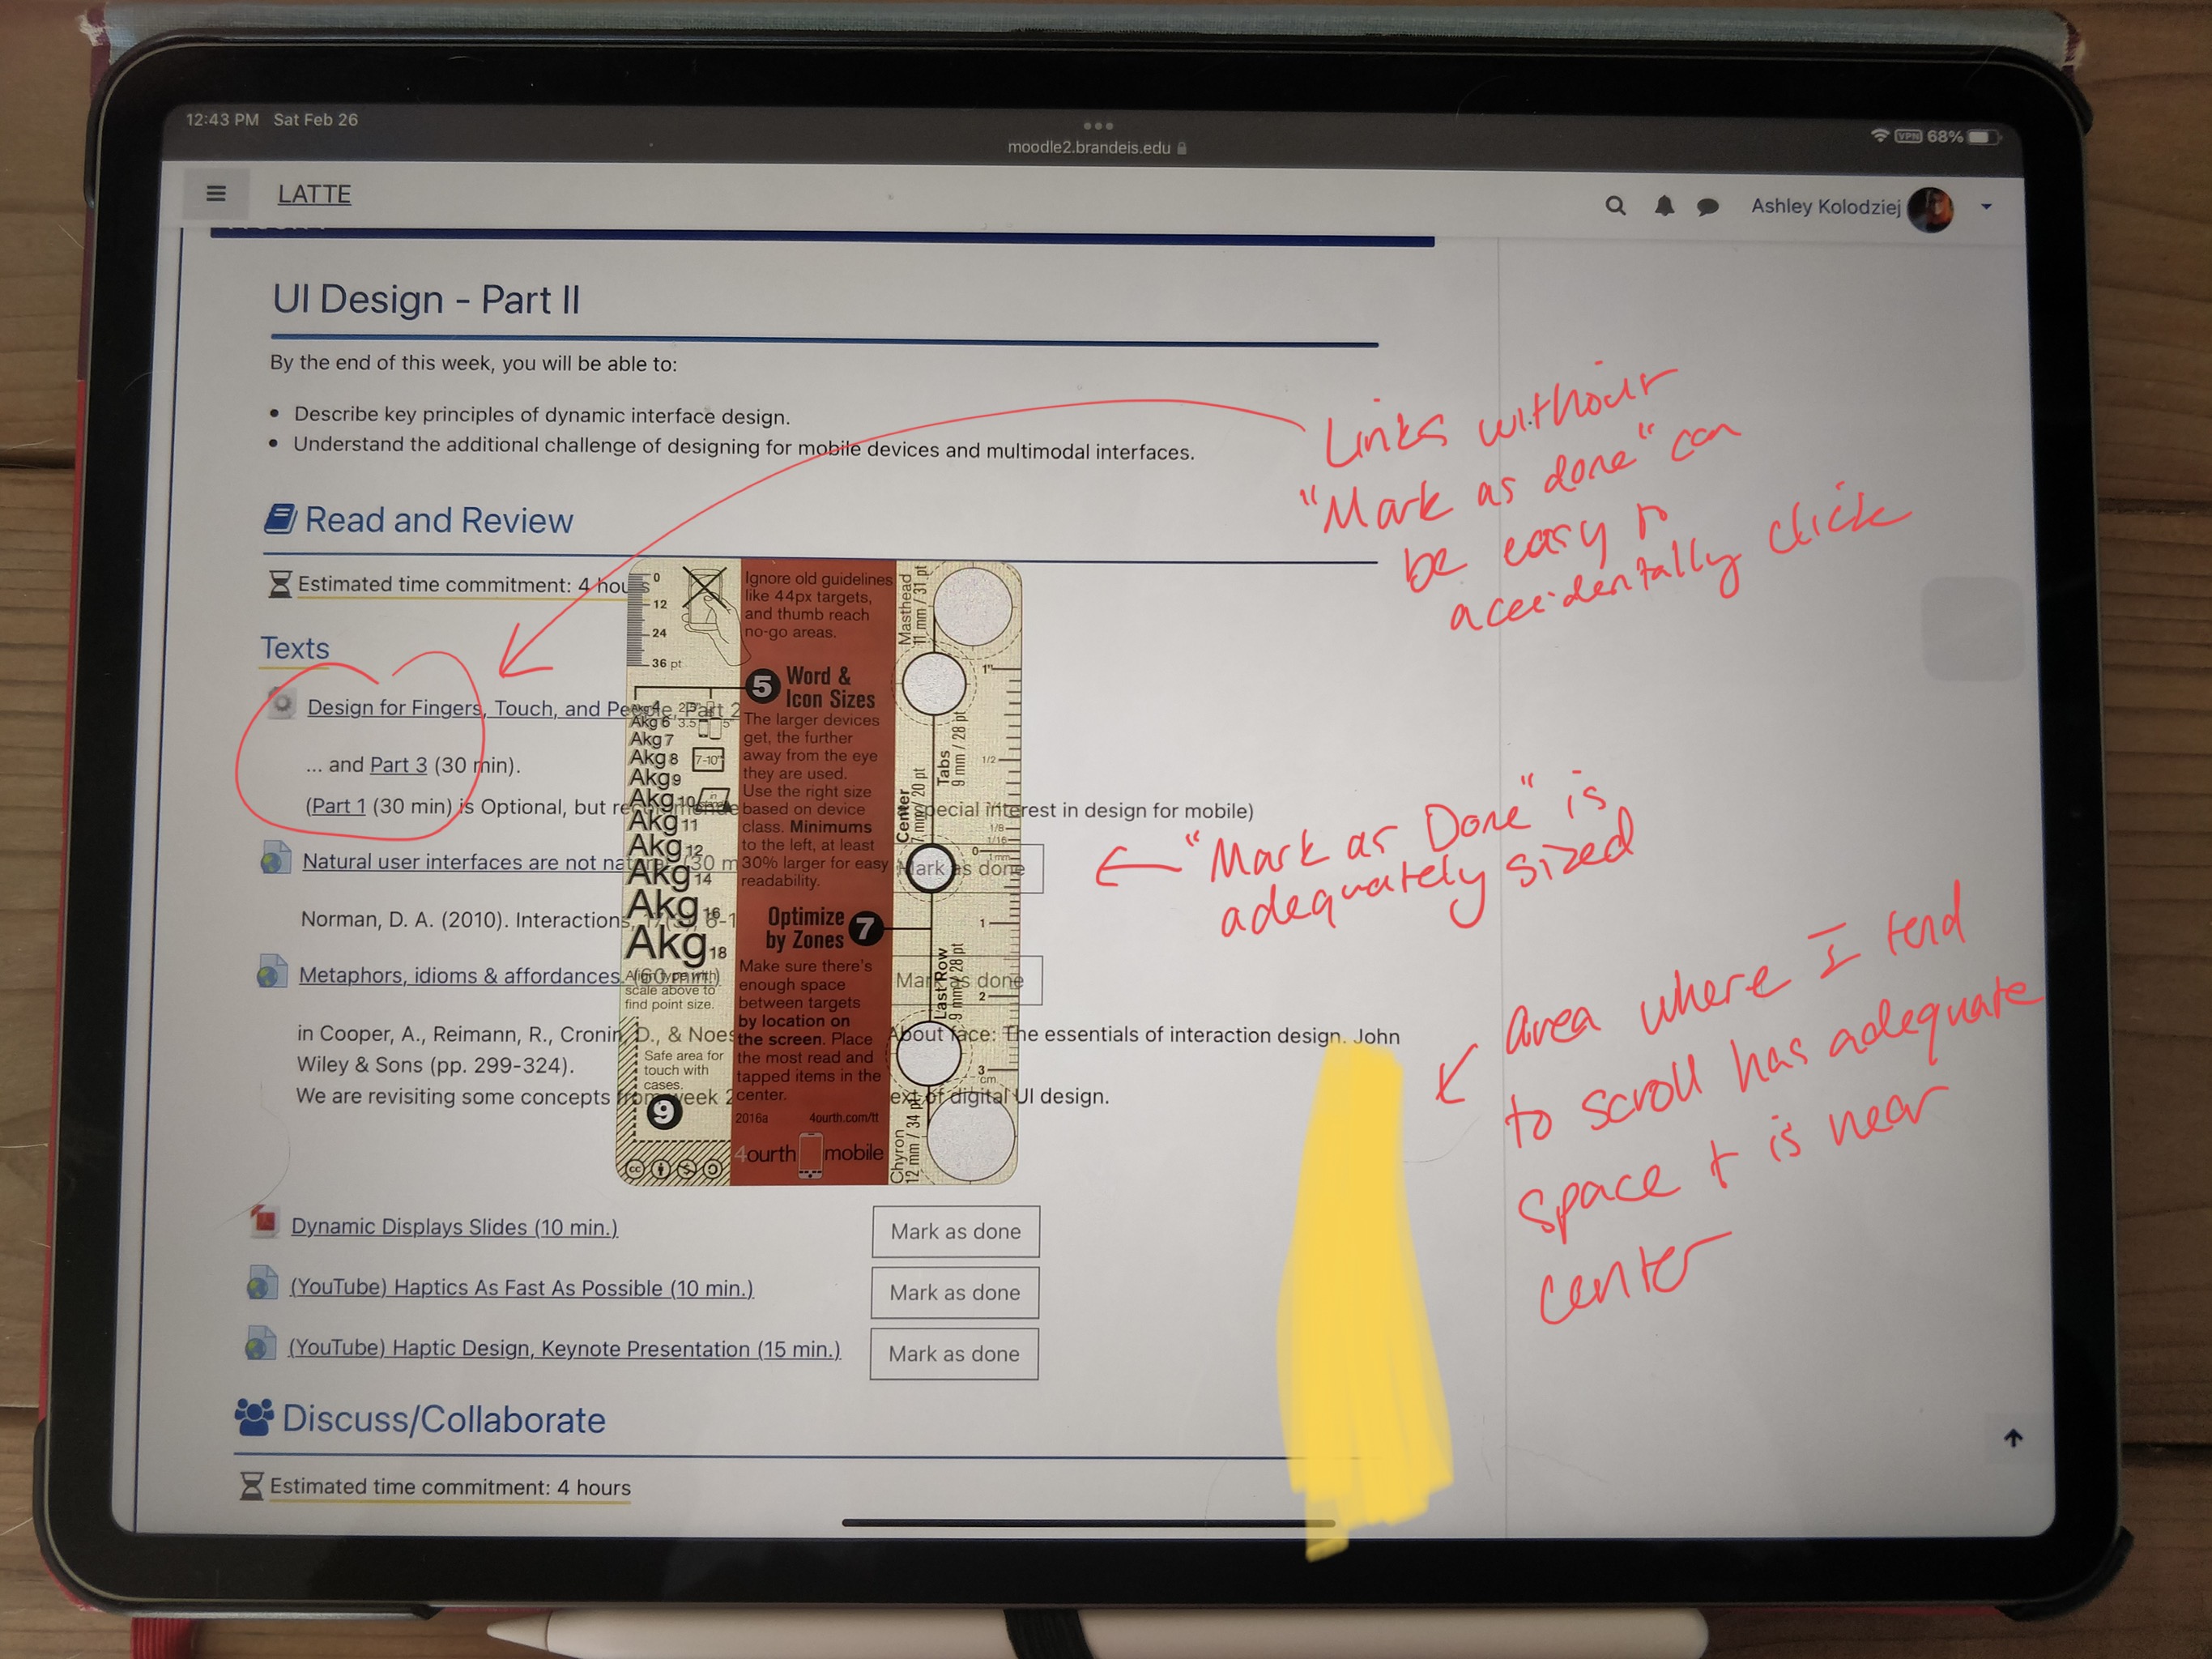 12:43 PM Sat Feb 26
moodle2.brandeis.edu
VPN 68%
LATTE
Ashley Kolodziej
UI Design - Part II
By the end of this week, you will be able to:
Describe key principles of dynamic interface design.
Understand the additional challenge of designing for mobile devices and multimodal interfaces.
Links without
"Mark as done" can
be easy to
accidentally click
Read and Review
Estimated time commitment: 4 hours
Texts
Design for Fingers, Touch, and People, Part 2
... and Part 3 (30 min).
(Part 1 (30 min) is Optional, but recommende
pecial interest in design for mobile)
Natural user interfaces are not natural (30 m
Mark as done
Norman, D. A. (2010). Interactions, 17(3), 6-1
Metaphors, idioms & affordances. (60 min.)
Mark as done
in Cooper, A., Reimann, R., Cronin, D., & Noes
About face: The essentials of interaction design. John
Wiley & Sons (pp. 299-324).
We are revisiting some concepts from week 2
ext of digital UI design.
0
12
24
36 pt
Ignore old guidelines
like 44px targets,
and thumb reach
no-go areas.
5 Word &
Icon Sizes
The larger devices
get, the further
away from the eye
they are used.
Use the right size
based on device
class. Minimums
to the left, at least
30% larger for easy
readability.
Akg 4
Akg 6
3.5
5"
Akg 7
Akg 8
7-10"
Akg 9
Akg 10
Akg 11
Akg 12
Akg 14
Akg 16
Akg 18
Align type with
scale above to
find point size.
Optimize
by Zones 7
Make sure there's
enough space
between targets
by location on
the screen. Place
the most read and
tapped items in the
center.
2016a 4ourth.com/tt
4ourth mobile
Safe area for
touch with
cases.
9
cc
Masthead
11 mm / 31 pt
Tabs
9 mm / 28 pt
Center
7 mm / 20 pt
Last Row
9 mm / 28 pt
Chyron
12 mm / 34 pt
1"
1/2
1/8
1/16
0
1mm
1
2
3
cm
"Mark as Done" is
adequately sized
Area where I tend
to scroll has adequate
space + is near
center
Dynamic Displays Slides (10 min.)
Mark as done
(YouTube) Haptics As Fast As Possible (10 min.)
Mark as done
(YouTube) Haptic Design, Keynote Presentation (15 min.)
Mark as done
Discuss/Collaborate
Estimated time commitment: 4 hours